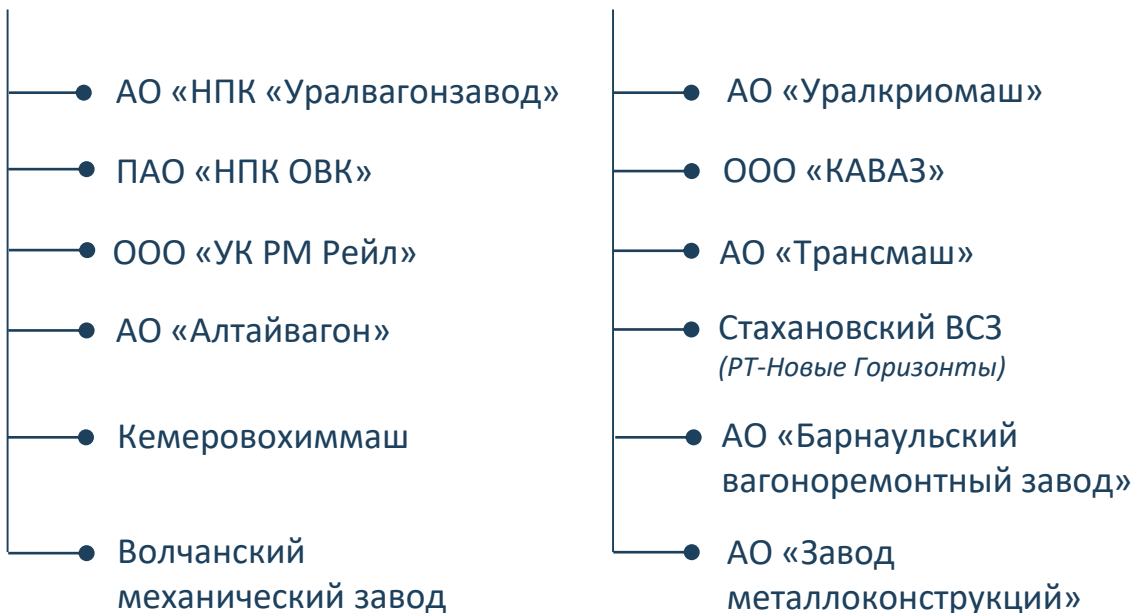 АО «НПК «Уралвагонзавод»
ПАО «НПК ОВК»
ООО «УК РМ Рейл»
АО «Алтайвагон»
Кемеровохиммаш
Волчанский
механический завод
АО «Уралкриомаш»
ООО «КАВАЗ»
АО «Трансмаш»
Стахановский ВСЗ
(РТ-Новые Горизонты)
АО «Барнаульский
вагоноремонтный завод»
АО «Завод
металлоконструкций»